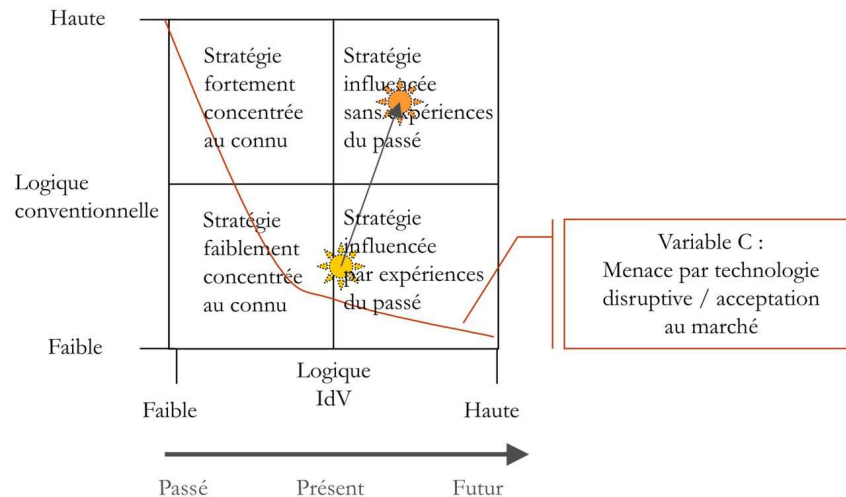 Haute
Stratégie
fortement
concentrée
au connu
Stratégie
influencée
sans expériences
du passé
Logique
conventionnelle
Stratégie
faiblement
concentrée
au connu
Stratégie
influencée
par expériences
du passé
Variable C :
Menace par technologie
disruptive / acceptation
au marché
Faible
Logique
IdV
Faible
Haute
Passé
Présent
Futur